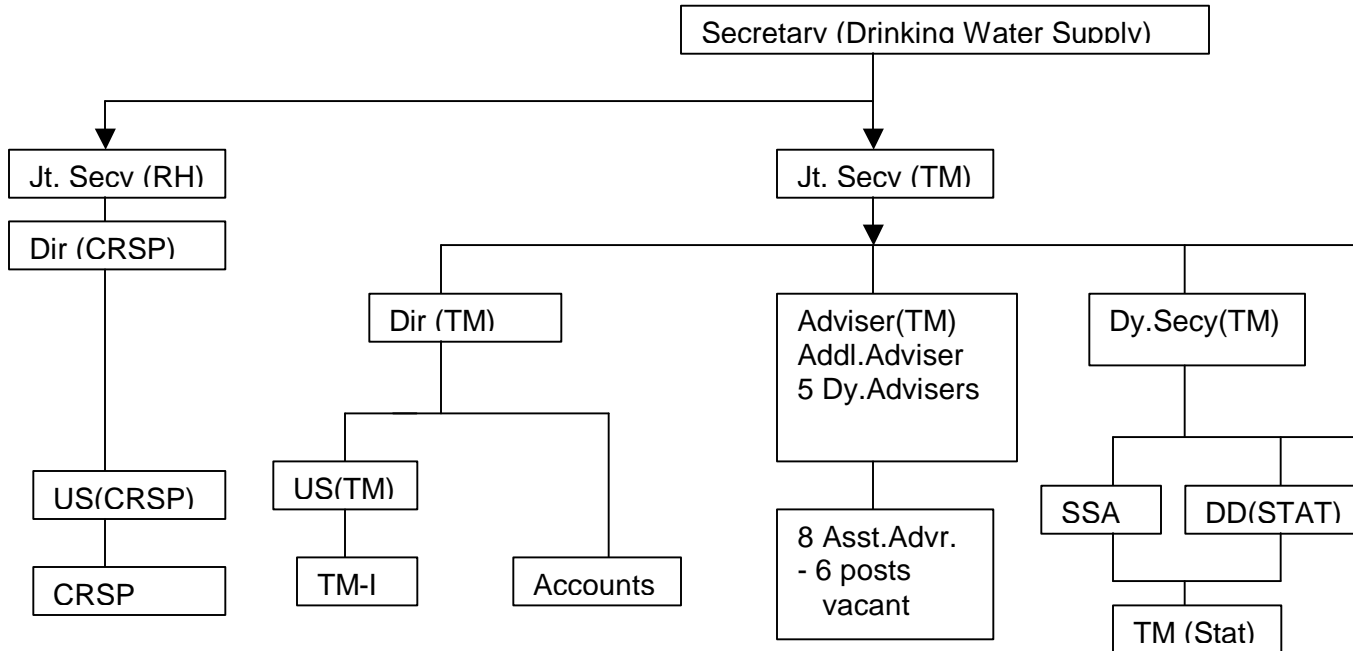 Secretary (Drinking Water Supply)
Jt. Secy (RH)
Jt. Secy (TM)
Dir (CRSP)
Dir (TM)
Adviser(TM)
Addl.Adviser
5 Dy.Advisers
Dy.Secy(TM)
US(CRSP)
US(TM)
SSA
DD(STAT)
8 Asst.Advr.
- 6 posts
vacant
CRSP
TM-I
Accounts
TM (Stat)